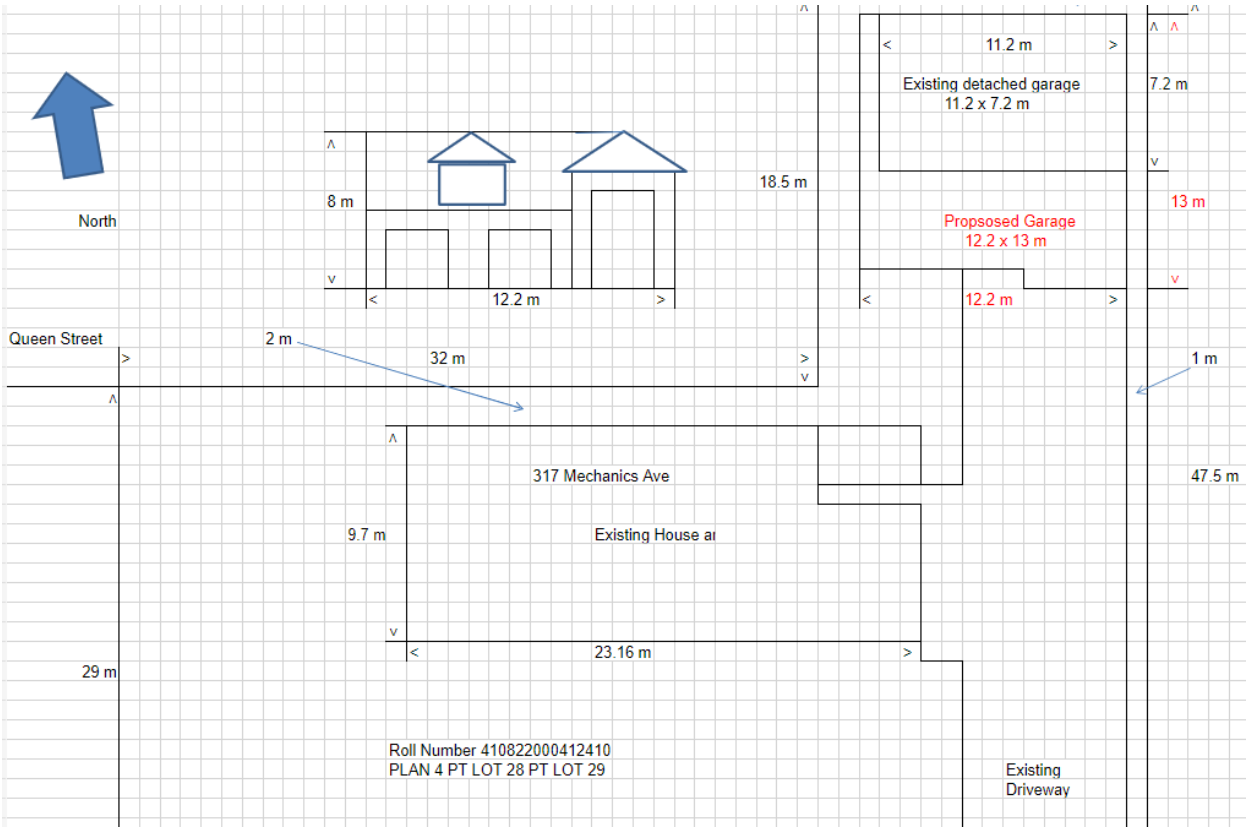 11.2 m
Existing detached garage
11.2 x 7.2 m
7.2 m
8 m
18.5 m
North
13 m
Propsosed Garage
12.2 x 13 m
12.2 m
12.2 m
Queen Street
2 m
32 m
1 m
317 Mechanics Ave
47.5 m
9.7 m
Existing House ar
23.16 m
29 m
Roll Number 410822000412410
PLAN 4 PT LOT 28 PT LOT 29
Existing
Driveway